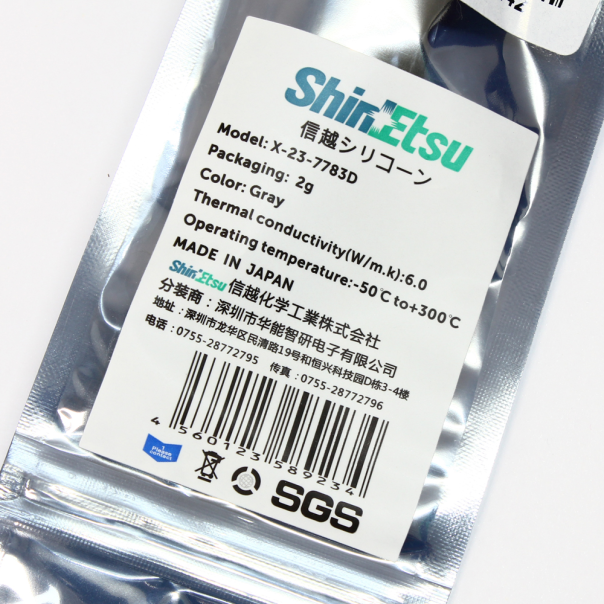 ShinEtsu
信越シリコーン
Model: X-23-7783D
Packaging: 2g
Color: Gray
Thermal conductivity(W/m.k):6.0
Operating temperature:-50℃ to+300℃
MADE IN JAPAN
ShinEtsu 信越化学工業株式会社
分装商：深圳市华能智研电子有限公司
地址：深圳市龙华区民清路19号和恒兴科技园D栋3-4楼
电话：0755-28772795 传真：0755-28772796
4 560123 589234
Please contact
SGS